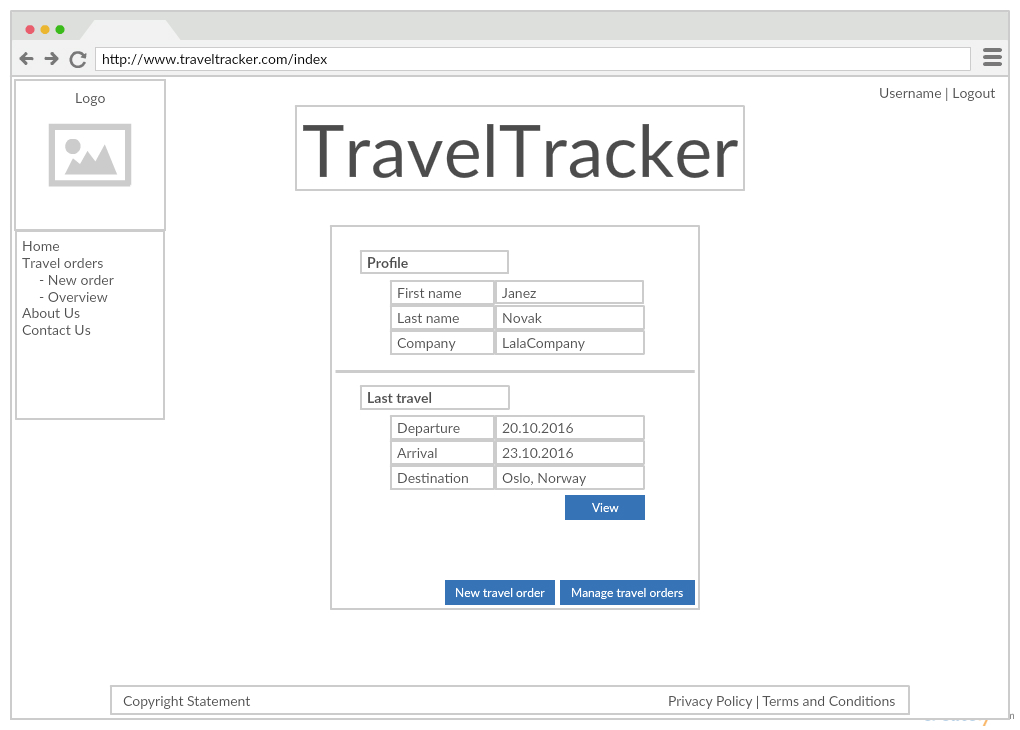 http://www.traveltracker.com/index
Username | Logout
Logo
TravelTracker
Home
Travel orders
- New order
- Overview
About Us
Contact Us
Profile
First name Janez
Last name Novak
Company LalaCompany
Last travel
Departure 20.10.2016
Arrival 23.10.2016
Destination Oslo, Norway
View
New travel order Manage travel orders
Copyright Statement Privacy Policy | Terms and Conditions